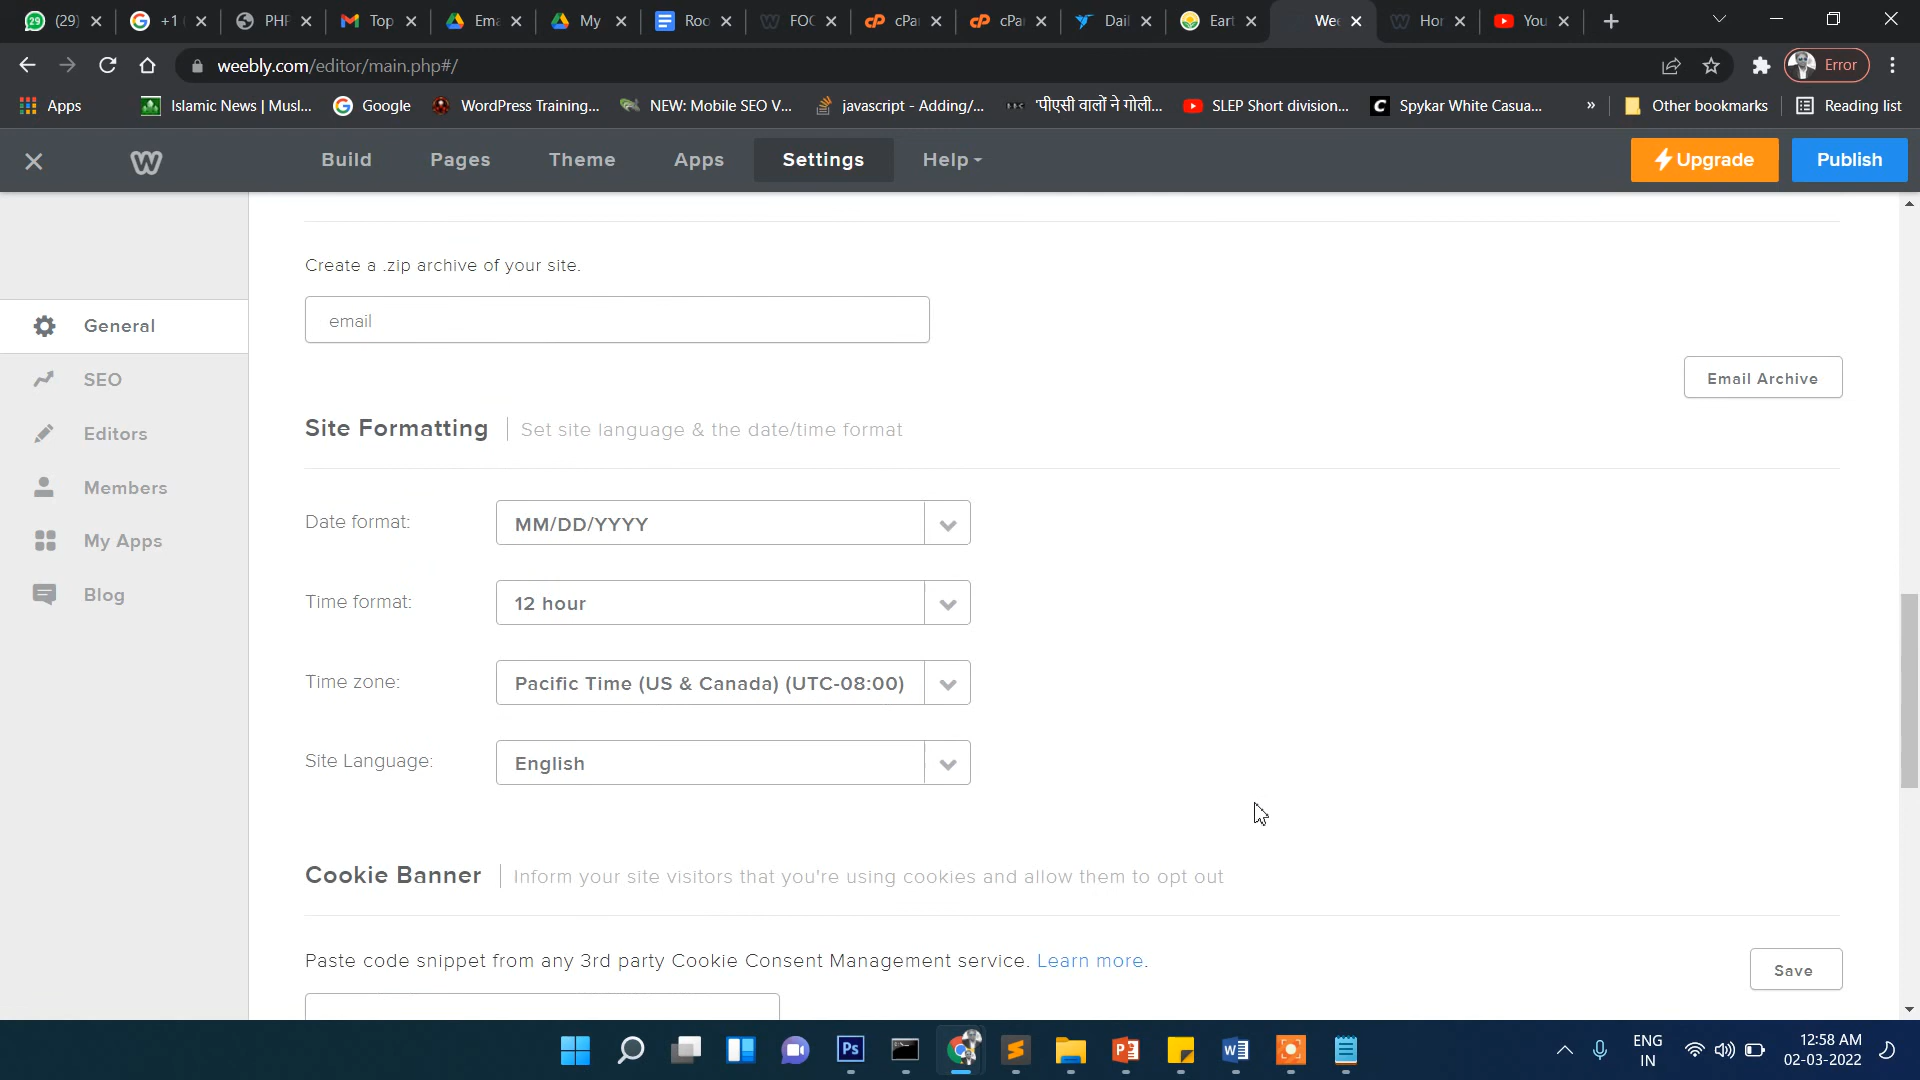 (29) +1 PHP Top Ema My Roo FOC cPa cPa Dail Eart Wee Hor You
weebly.com/editor/main.php#/ Error
Apps Islamic News | Musl... Google WordPress Training... NEW: Mobile SEO V... javascript - Adding/... 'पीएसी वालों ने गोली... SLEP Short division... Spykar White Casua... » Other bookmarks Reading list
Build Pages Theme Apps Settings Help Upgrade Publish
Create a .zip archive of your site.
email
Email Archive
General
SEO
Editors
Members
My Apps
Blog
Site Formatting Set site language & the date/time format
Date format: MM/DD/YYYY
Time format: 12 hour
Time zone: Pacific Time (US & Canada) (UTC-08:00)
Site Language: English
Cookie Banner Inform your site visitors that you're using cookies and allow them to opt out
Paste code snippet from any 3rd party Cookie Consent Management service. Learn more.
Save
ENG
IN
12:58 AM
02-03-2022